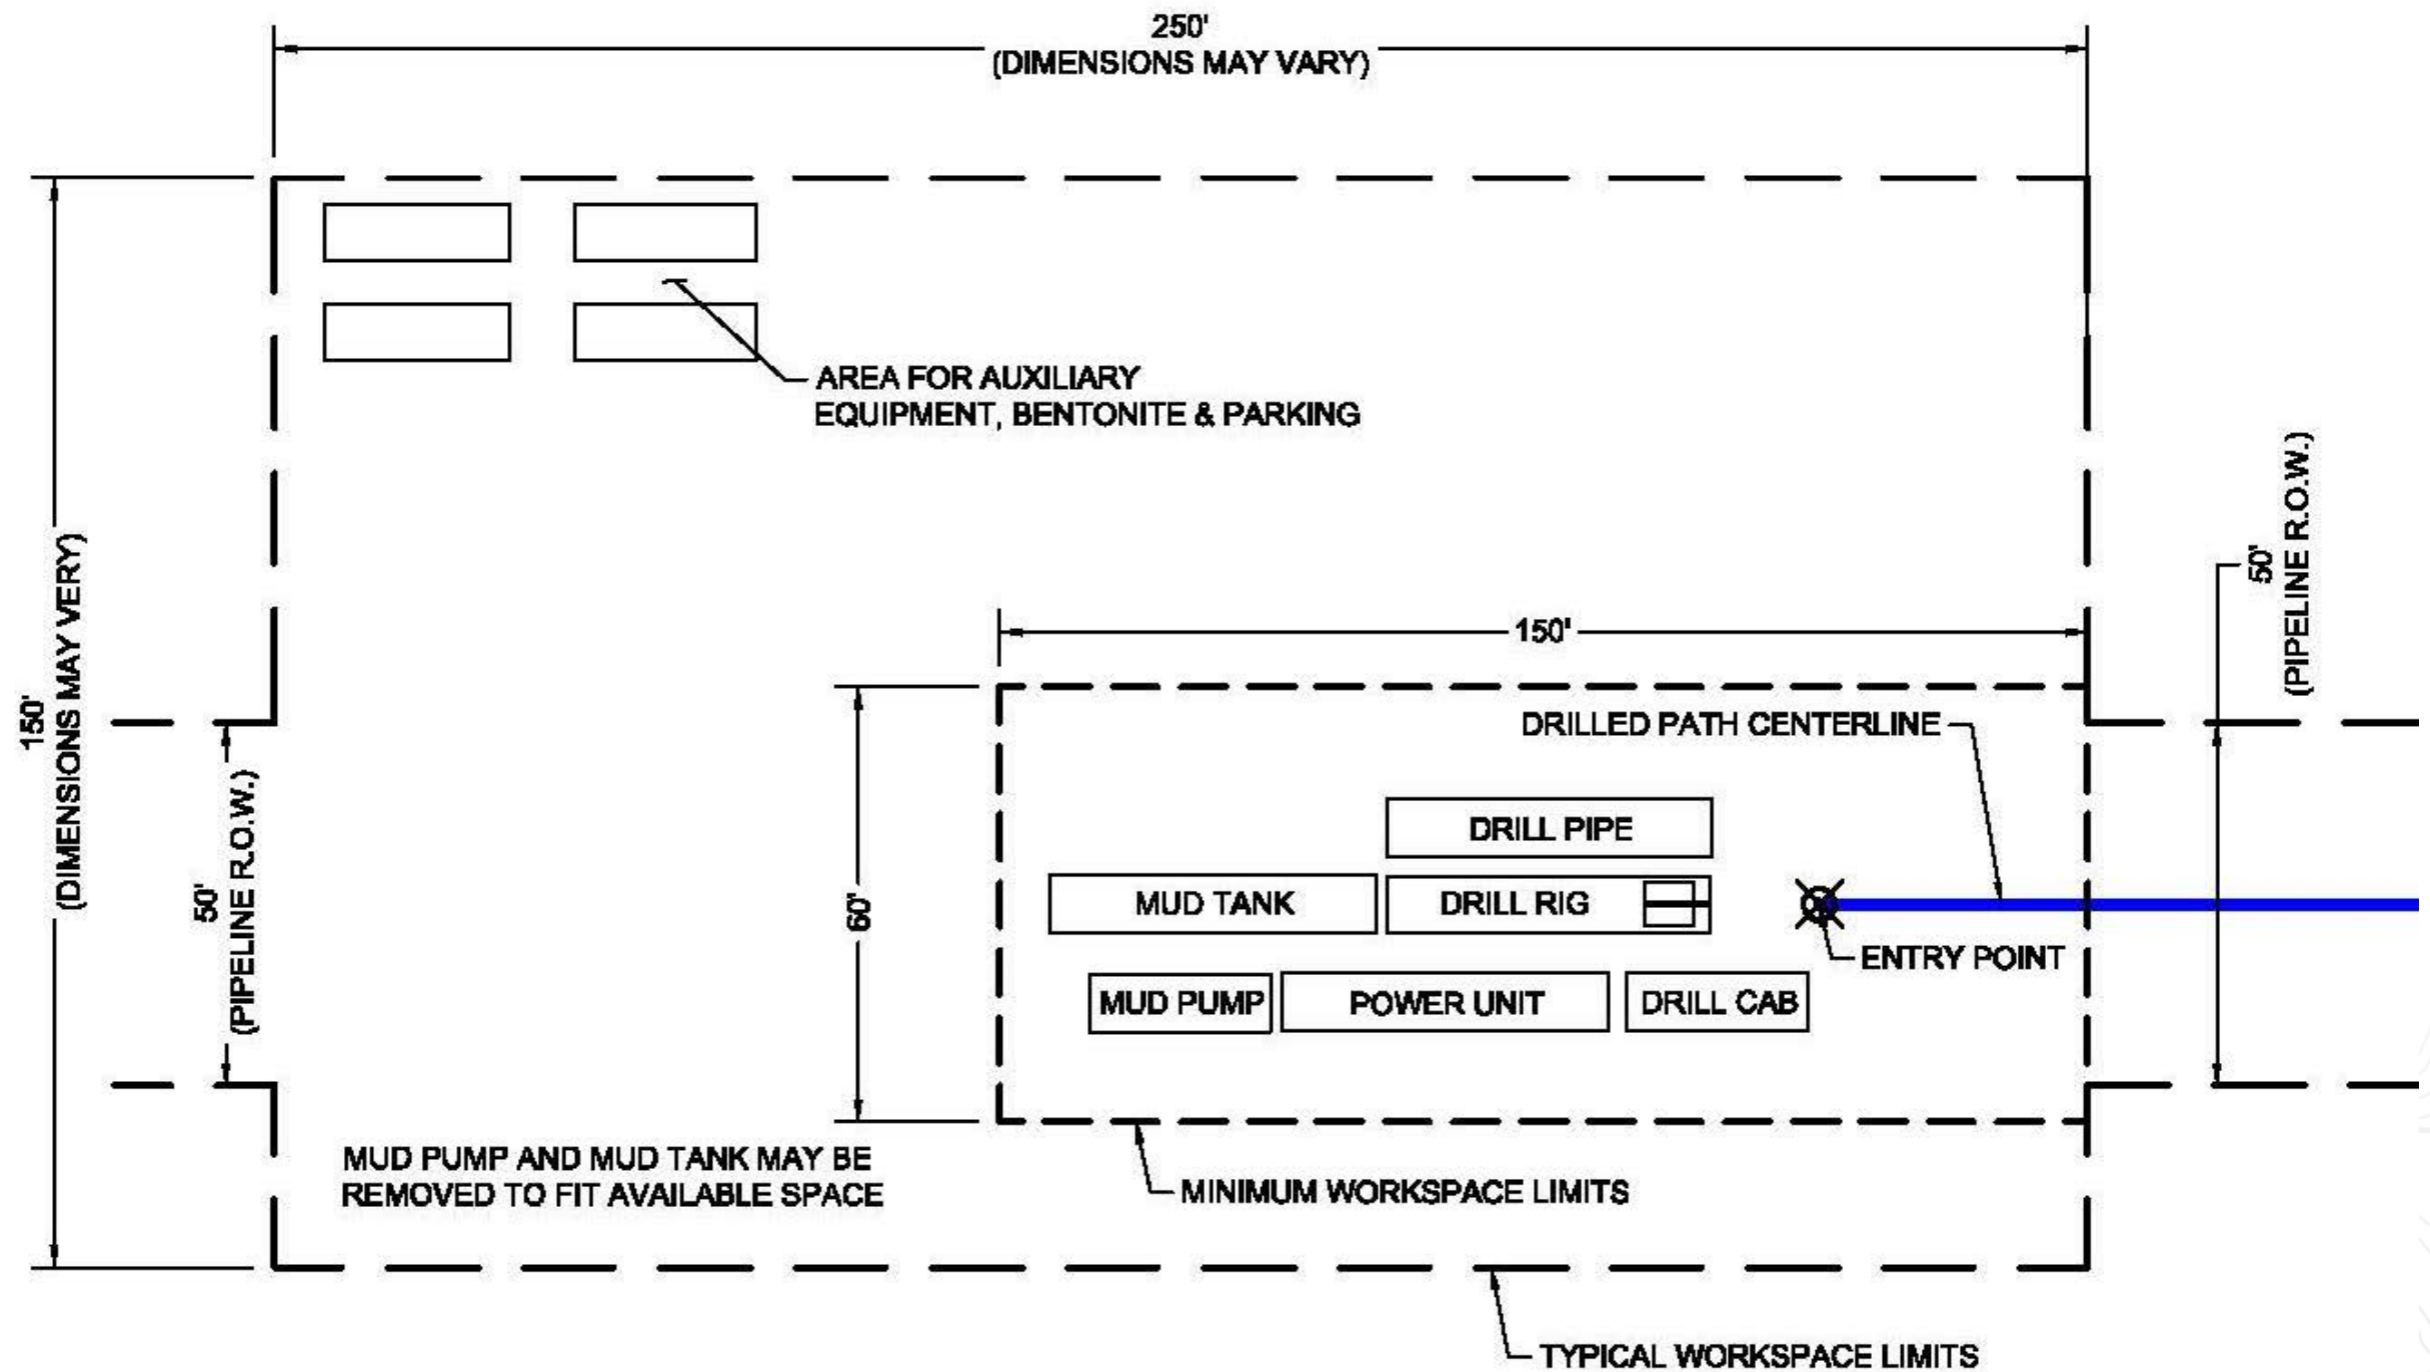 250'
(DIMENSIONS MAY VARY)
AREA FOR AUXILIARY
EQUIPMENT, BENTONITE & PARKING
150'
(DIMENSIONS MAY VERY)
50'
(PIPELINE R.O.W.)
50'
(PIPELINE R.O.W.)
150'
60'
DRILLED PATH CENTERLINE
DRILL PIPE
MUD TANK
DRILL RIG
ENTRY POINT
MUD PUMP
POWER UNIT
DRILL CAB
MUD PUMP AND MUD TANK MAY BE
REMOVED TO FIT AVAILABLE SPACE
MINIMUM WORKSPACE LIMITS
TYPICAL WORKSPACE LIMITS